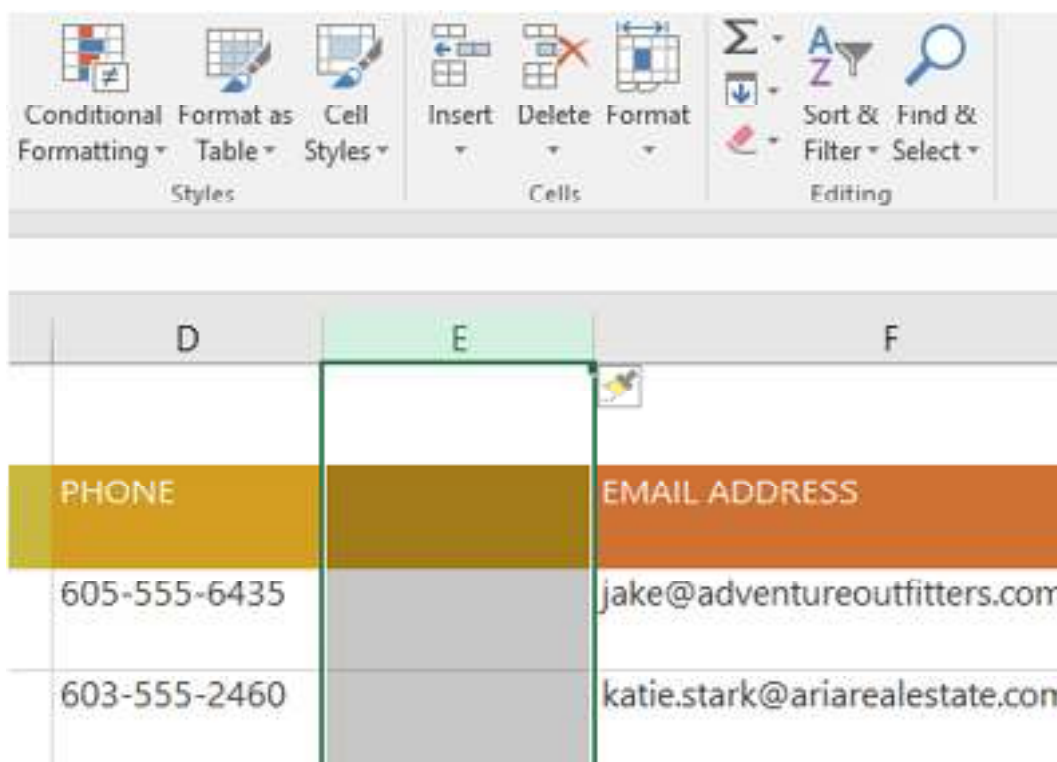 Conditional Formatting
Format as Table
Cell Styles
Insert
Delete
Format
Sort & Filter
Find & Select
Styles
Cells
Editing
D
E
F
PHONE
EMAIL ADDRESS
605-555-6435
jake@adventureoutfitters.com
603-555-2460
katie.stark@ariarealestate.com